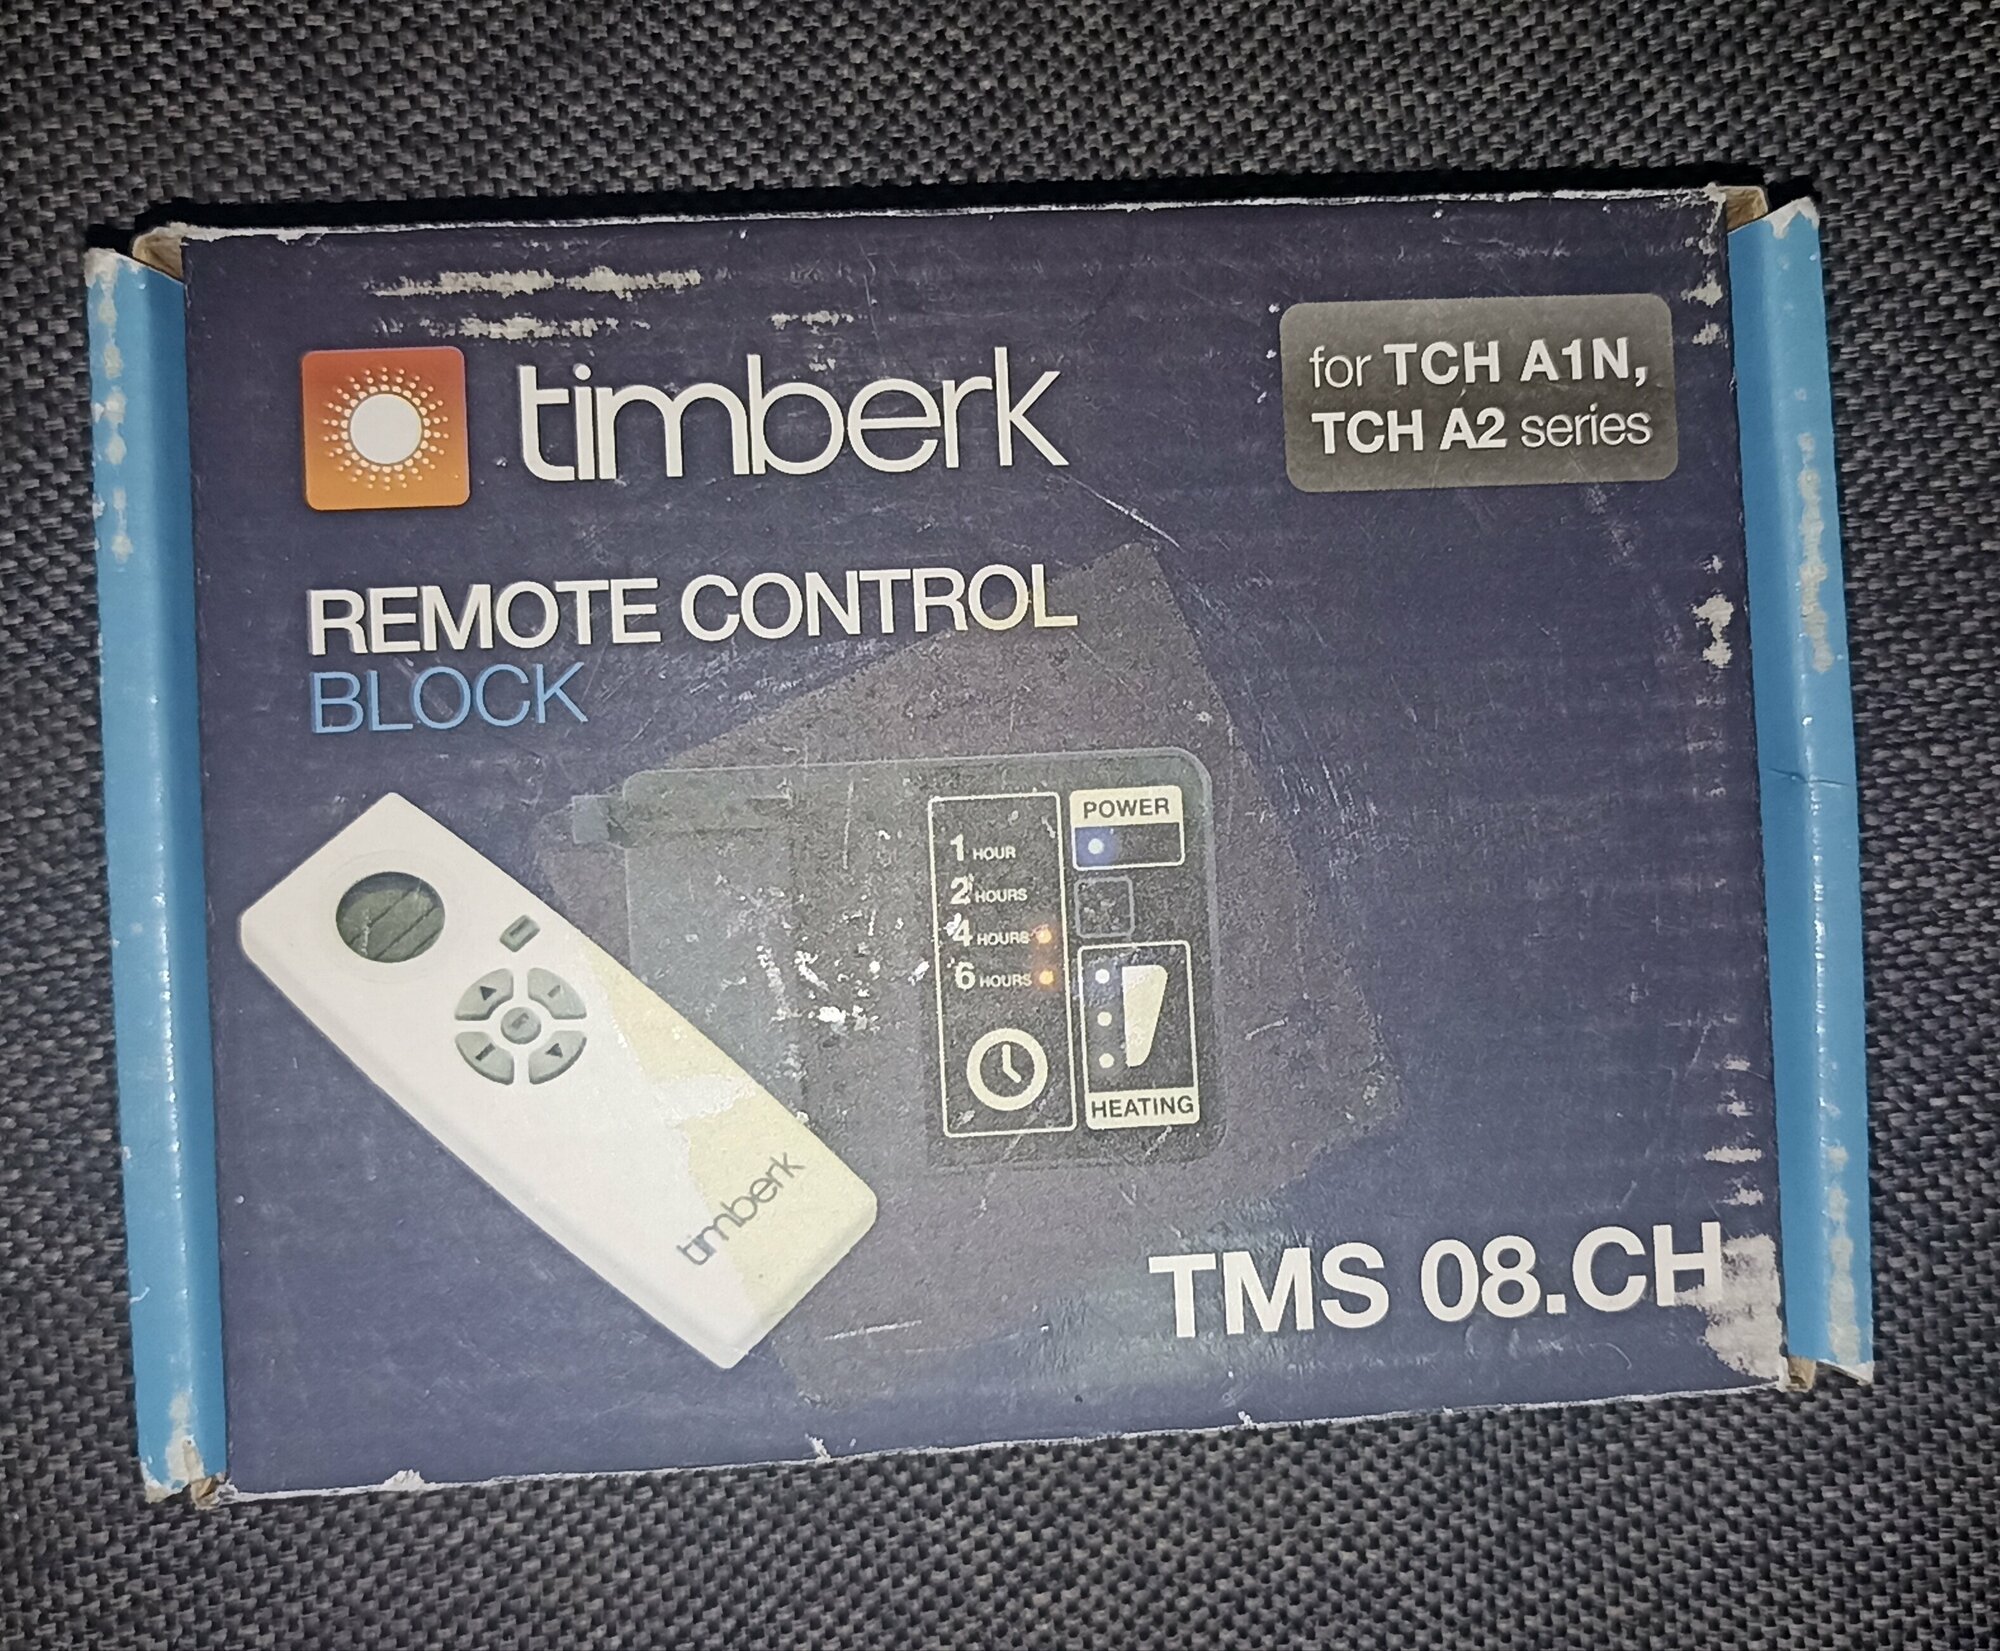 timberk
for TCH A1N,
TCH A2 series
REMOTE CONTROL
BLOCK
1 HOUR
2 HOURS
4 HOURS
6 HOURS
POWER
HEATING
timberk
TMS 08.CH